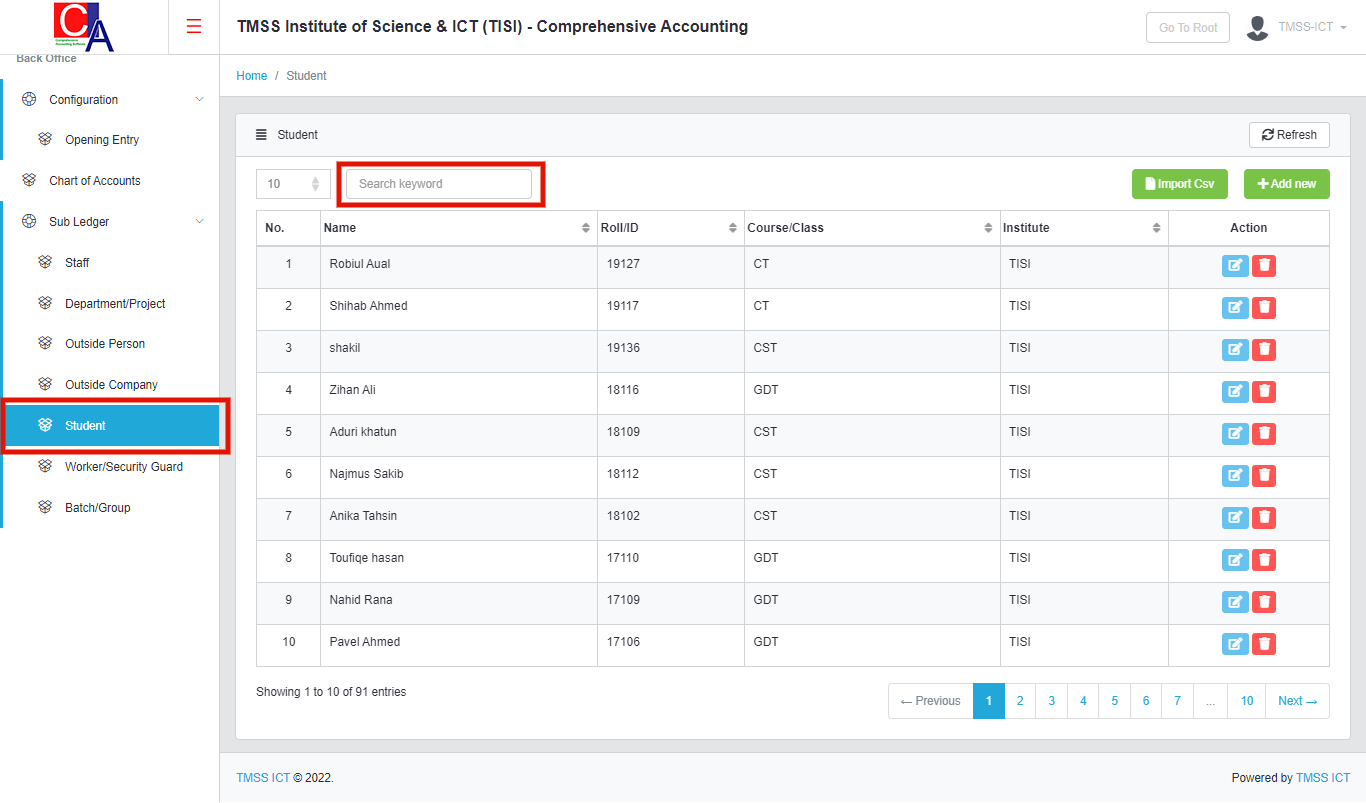 CA
Comprehensive
Accounting Software
TMSS Institute of Science & ICT (TISI) - Comprehensive Accounting
Go To Root
TMSS-ICT
Back Office
Configuration
Opening Entry
Chart of Accounts
Sub Ledger
Staff
Department/Project
Outside Person
Outside Company
Student
Worker/Security Guard
Batch/Group
Home / Student
Student
Refresh
10
Search keyword
Import Csv
Add new
No. Name Roll/ID Course/Class Institute Action
1 Robiul Aual 19127 CT TISI
2 Shihab Ahmed 19117 CT TISI
3 shakil 19136 CST TISI
4 Zihan Ali 18116 GDT TISI
5 Aduri khatun 18109 CST TISI
6 Najmus Sakib 18112 CST TISI
7 Anika Tahsin 18102 CST TISI
8 Toufiqe hasan 17110 GDT TISI
9 Nahid Rana 17109 GDT TISI
10 Pavel Ahmed 17106 GDT TISI
Showing 1 to 10 of 91 entries
← Previous 1 2 3 4 5 6 7 ... 10 Next →
TMSS ICT © 2022.
Powered by TMSS ICT